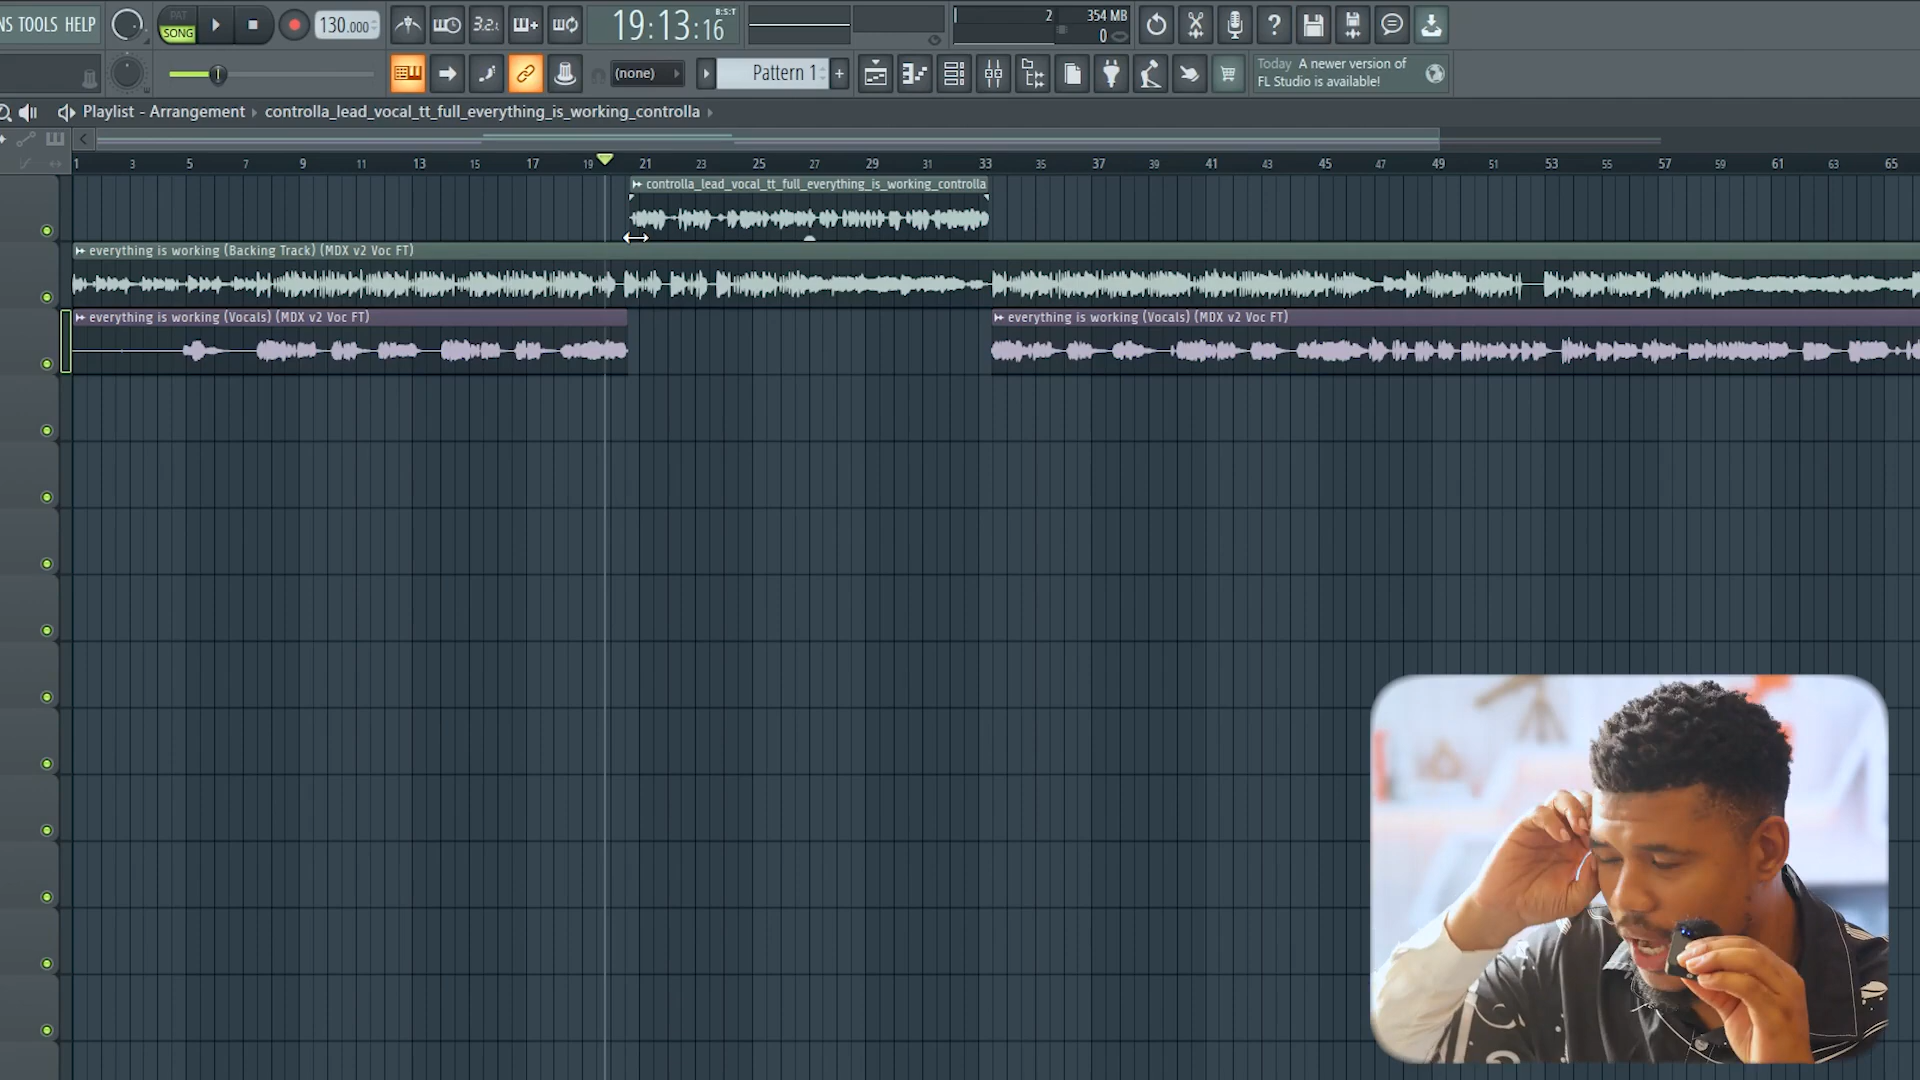 NS TOOLS HELP
PAT
SONG
130.000
3.2.
19:13:16
B:S:T
2
354 MB
0
(none)
Pattern 1
Today A newer version of
FL Studio is available!
Playlist - Arrangement controlla_lead_vocal_tt_full_everything_is_working_controlla
1 3 5 7 9 11 13 15 17 19 21 23 25 27 29 31 33 35 37 39 41 43 45 47 49 51 53 55 57 59 61 63 65
controlla_lead_vocal_tt_full_everything_is_working_controlla
everything is working (Backing Track) (MDX v2 Voc FT)
everything is working (Vocals) (MDX v2 Voc FT)
everything is working (Vocals) (MDX v2 Voc FT)